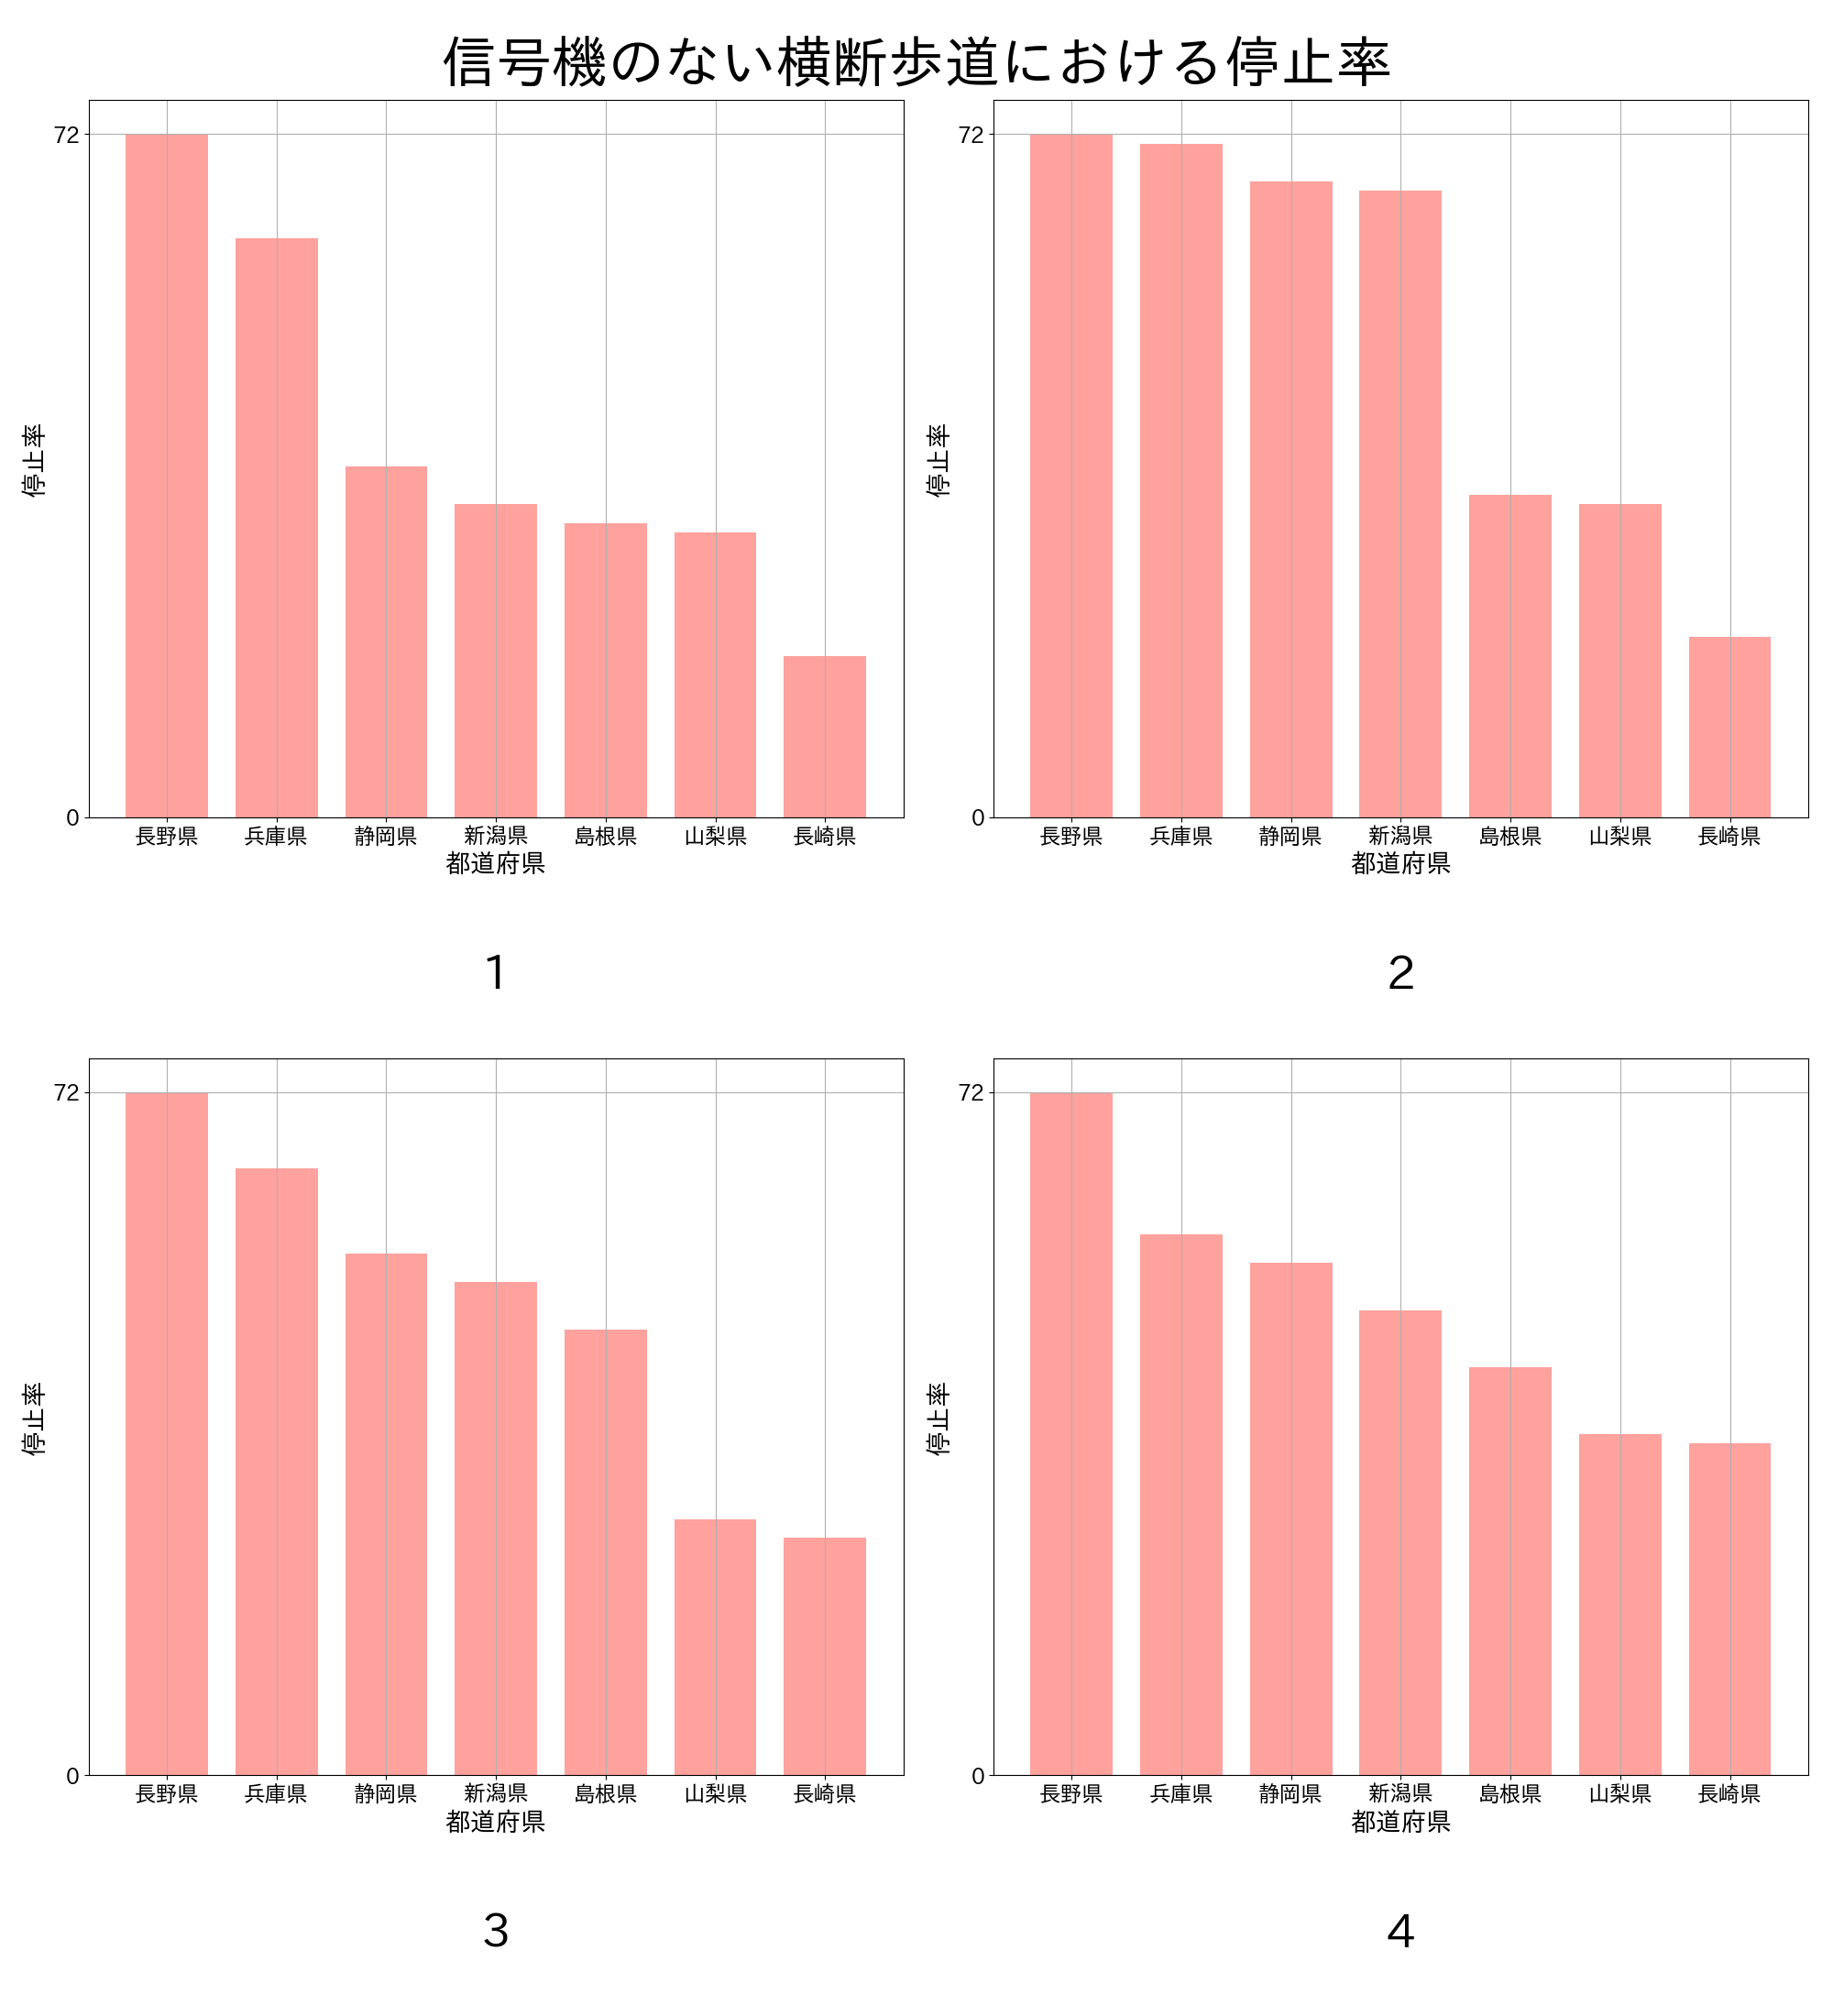 信号機のない横断歩道における停止率
72
停止率
0
長野県 兵庫県 静岡県 新潟県 島根県 山梨県 長崎県
都道府県
1
72
停止率
0
長野県 兵庫県 静岡県 新潟県 島根県 山梨県 長崎県
都道府県
2
72
停止率
0
長野県 兵庫県 静岡県 新潟県 島根県 山梨県 長崎県
都道府県
3
72
停止率
0
長野県 兵庫県 静岡県 新潟県 島根県 山梨県 長崎県
都道府県
4